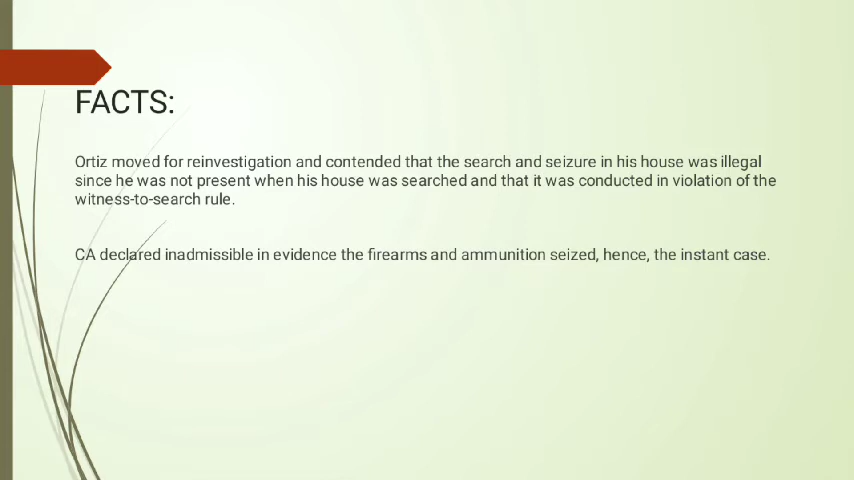 FACTS:
Ortiz moved for reinvestigation and contended that the search and seizure in his house was illegal
since he was not present when his house was searched and that it was conducted in violation of the
witness-to-search rule.
CA declared inadmissible in evidence the firearms and ammunition seized, hence, the instant case.